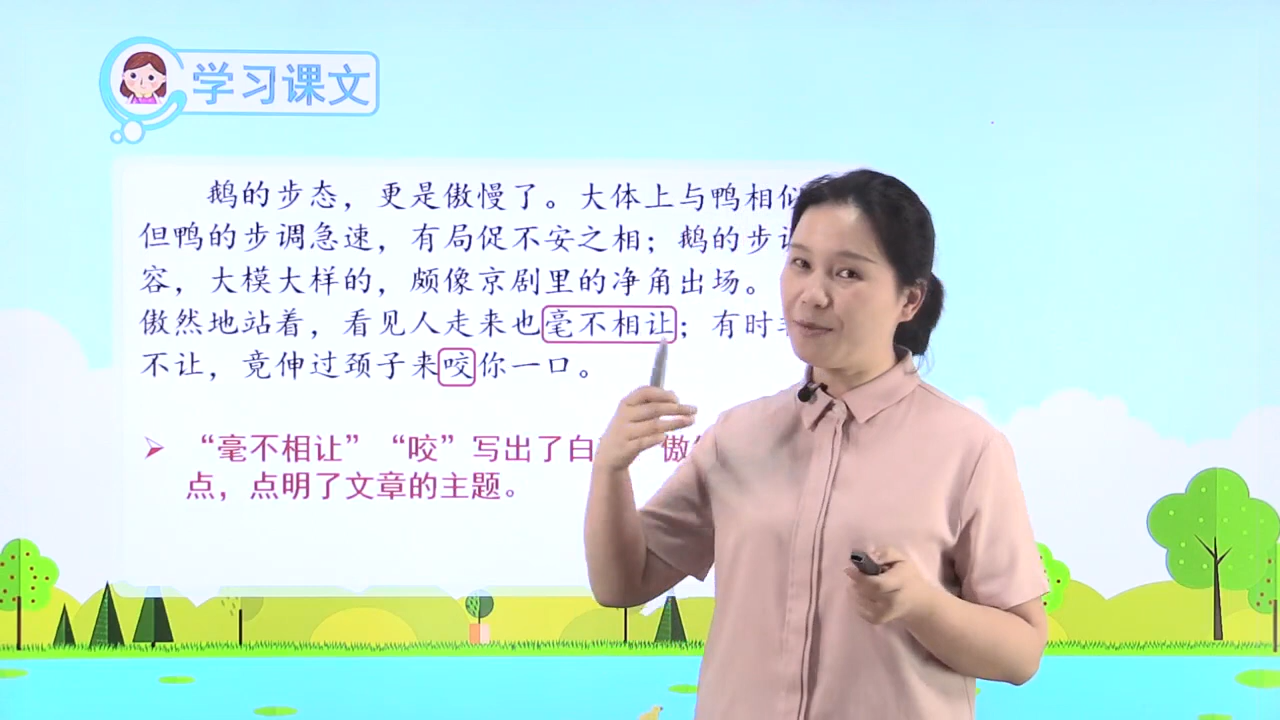 学习课文
鹅的步态，更是傲慢了。大体上与鸭相似
但鸭的步调急速，有局促不安之相；鹅的步
容，大模大样的，颇像京剧里的净角出场。
傲然地站着，看见人走来也毫不相让；有时
不让，竟伸过颈子来咬你一口。
➢ “毫不相让”“咬”写出了白
点，点明了文章的主题。